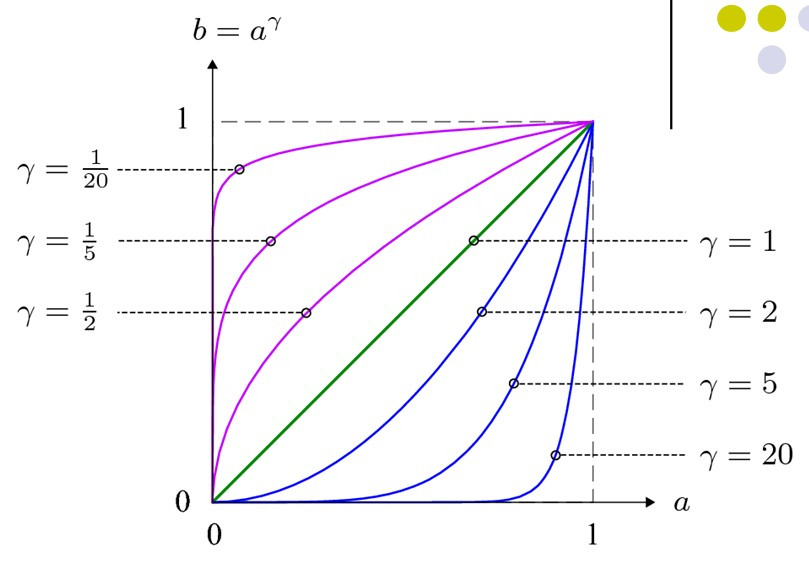 b = a^γ
1
γ = 1/20
γ = 1/5
γ = 1
γ = 1/2
γ = 2
γ = 5
γ = 20
0
a
0
1